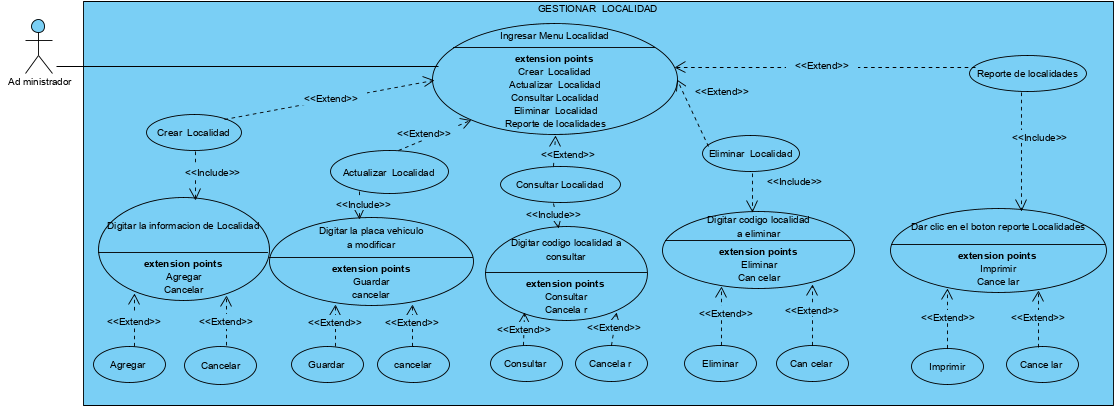 GESTIONAR LOCALIDAD
Ad ministrador
Ingresar Menu Localidad
extension points
Crear Localidad
Actualizar Localidad
Consultar Localidad
Eliminar Localidad
Reporte de localidades
<<Extend>>
<<Extend>>
<<Extend>>
<<Extend>>
<<Extend>>
Reporte de localidades
Crear Localidad
Actualizar Localidad
Consultar Localidad
Eliminar Localidad
<<Include>>
<<Include>>
<<Include>>
<<Include>>
<<Include>>
Digitar la informacion de Localidad
extension points
Agregar
Cancelar
Digitar la placa vehiculo
a modificar
extension points
Guardar
cancelar
Digitar codigo localidad a
consultar
extension points
Consultar
Cancela r
Digitar codigo localidad
a eliminar
extension points
Eliminar
Can celar
Dar clic en el boton reporte Localidades
extension points
Imprimir
Cance lar
<<Extend>>
<<Extend>>
<<Extend>>
<<Extend>>
<<Extend>>
<<Extend>>
<<Extend>>
<<Extend>>
<<Extend>>
<<Extend>>
Agregar
Cancelar
Guardar
cancelar
Consultar
Cancela r
Eliminar
Can celar
Imprimir
Cance lar